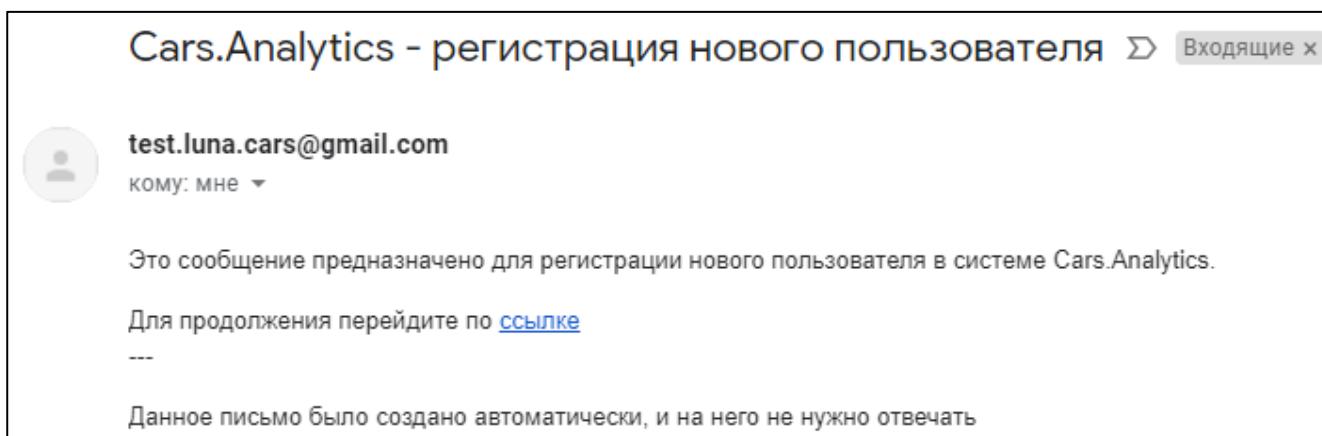 Cars.Analytics - регистрация нового пользователя Входящие ×
test.luna.cars@gmail.com
кому: мне
Это сообщение предназначено для регистрации нового пользователя в системе Cars.Analytics.
Для продолжения перейдите по ссылке
---
Данное письмо было создано автоматически, и на него не нужно отвечать